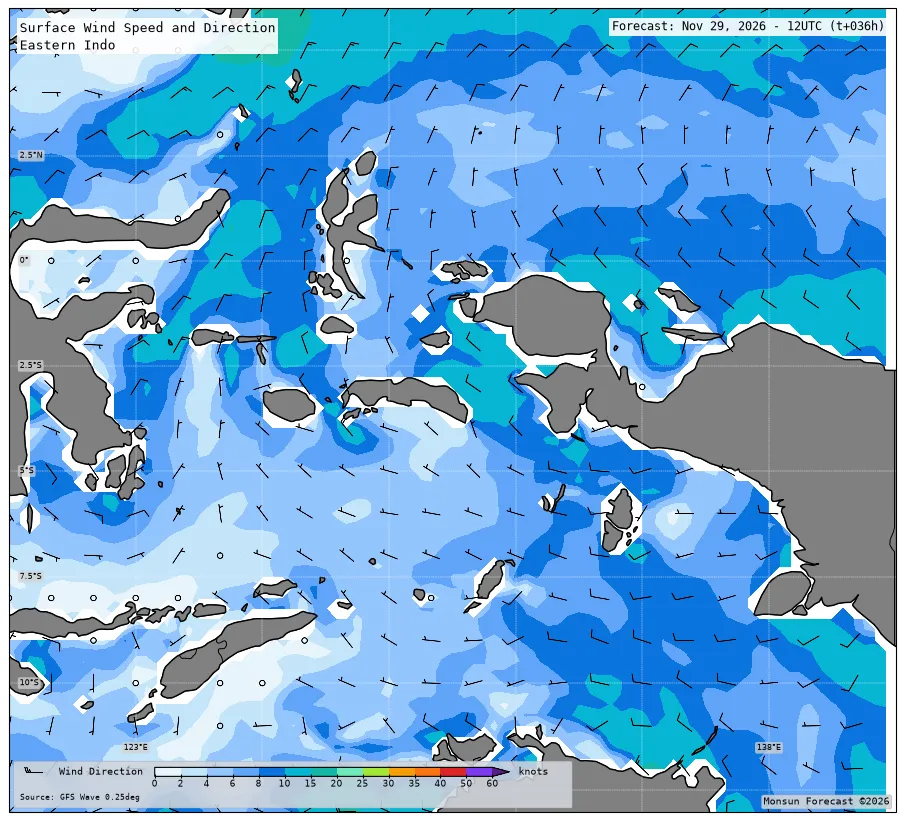 Surface Wind Speed and Direction
Eastern Indo
Forecast: Nov 29, 2026 - 12UTC (t+036h)
2.5°N
0°
2.5°S
5°S
7.5°S
10°S
123°E
138°E
Wind Direction
knots
0 2 4 6 8 10 15 20 25 30 35 40 50 60
Source: GFS Wave 0.25deg
Monsun Forecast ©2026